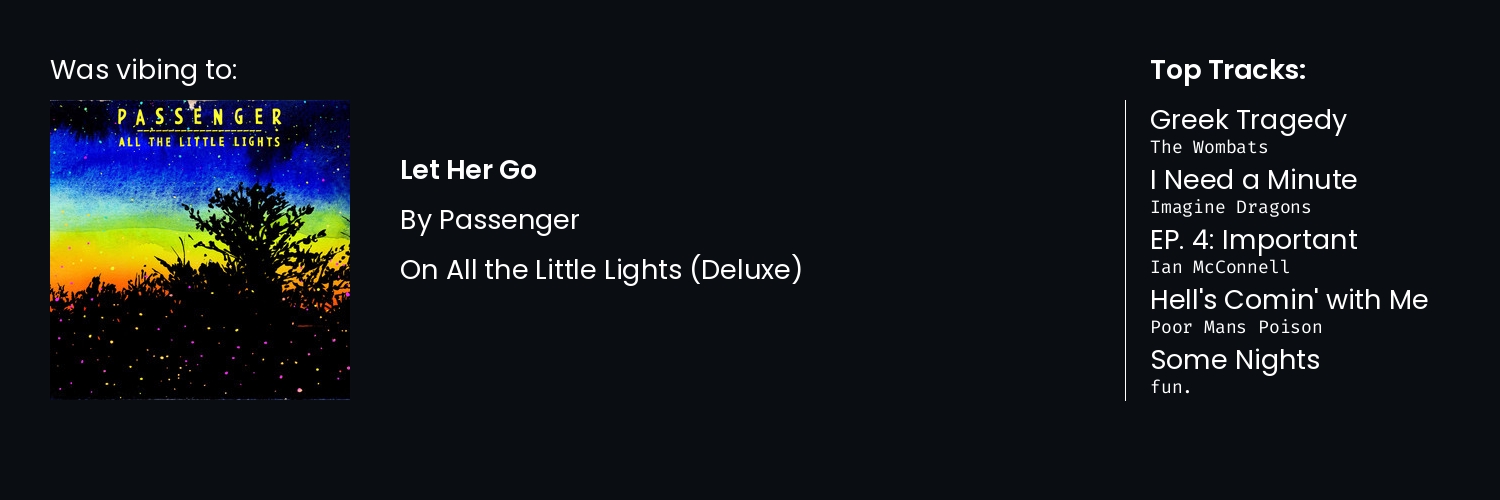 Was vibing to:
PASSENGER
ALL THE LITTLE LIGHTS
Let Her Go
By Passenger
On All the Little Lights (Deluxe)
Top Tracks:
Greek Tragedy
The Wombats
I Need a Minute
Imagine Dragons
EP. 4: Important
Ian McConnell
Hell's Comin' with Me
Poor Mans Poison
Some Nights
fun.